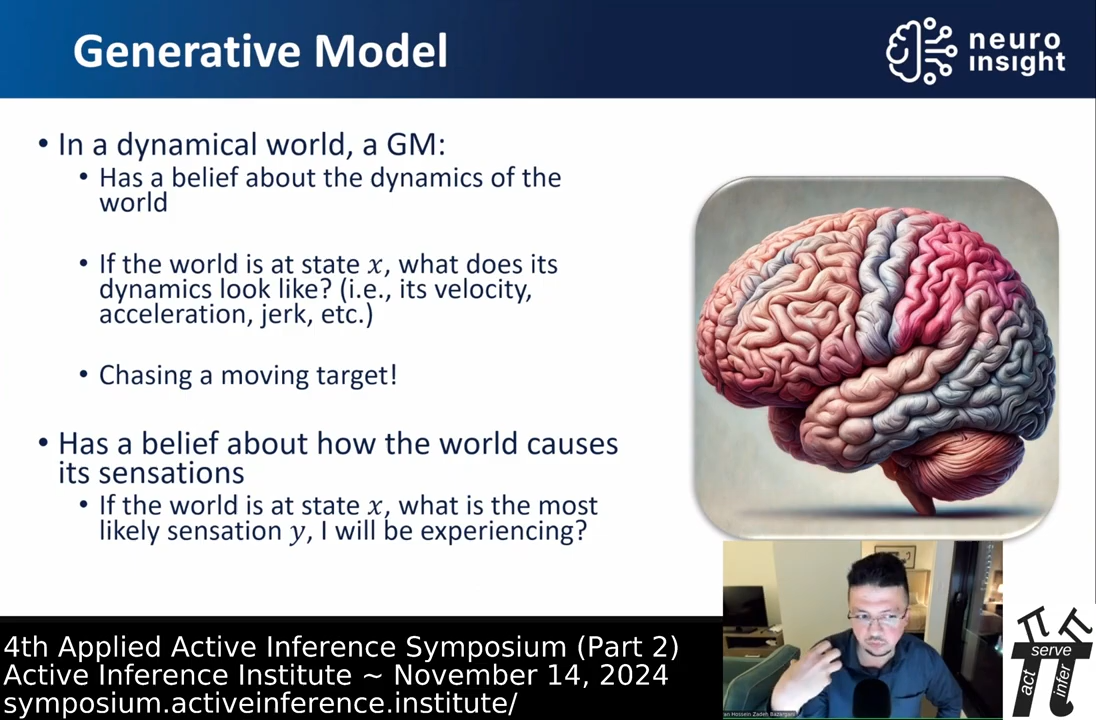 Generative Model
neuro
insight
• In a dynamical world, a GM:
• Has a belief about the dynamics of the
world
• If the world is at state x, what does its
dynamics look like? (i.e., its velocity,
acceleration, jerk, etc.)
• Chasing a moving target!
• Has a belief about how the world causes
its sensations
• If the world is at state x, what is the most
likely sensation y, I will be experiencing?
Hossein Zadeh Bazargani
4th Applied Active Inference Symposium (Part 2)
Active Inference Institute ~ November 14, 2024
symposium.activeinference.institute/
serve
act
infer